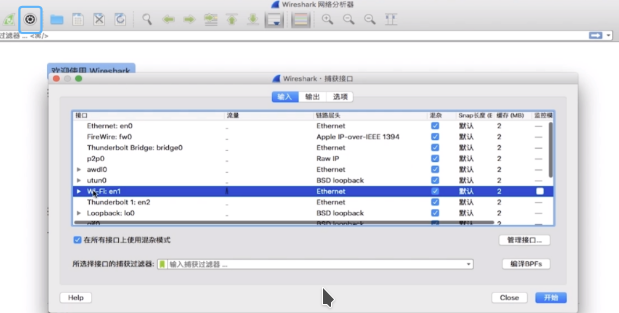 Wireshark 网络分析器
过滤器 … <⌘/>
欢迎使用 Wireshark
Wireshark · 捕获接口
输入 输出 选项
接口 流量 链路层头 混杂 Snap长度 缓存 (MB) 监控模
Ethernet: en0 _ Ethernet 默认 2 —
FireWire: fw0 _ Apple IP-over-IEEE 1394 默认 2 —
Thunderbolt Bridge: bridge0 _ Ethernet 默认 2 —
p2p0 _ Raw IP 默认 2 —
awdl0 _ Ethernet 默认 2 —
utun0 _ BSD loopback 默认 2 —
Wi-Fi: en1 Ethernet 默认 2
Thunderbolt 1: en2 _ Ethernet 默认 2 —
Loopback: lo0 _ BSD loopback 默认 2 —
在所有接口上使用混杂模式 管理接口…
所选择接口的捕获过滤器: 输入捕获过滤器 … 编译BPFs
Help Close 开始